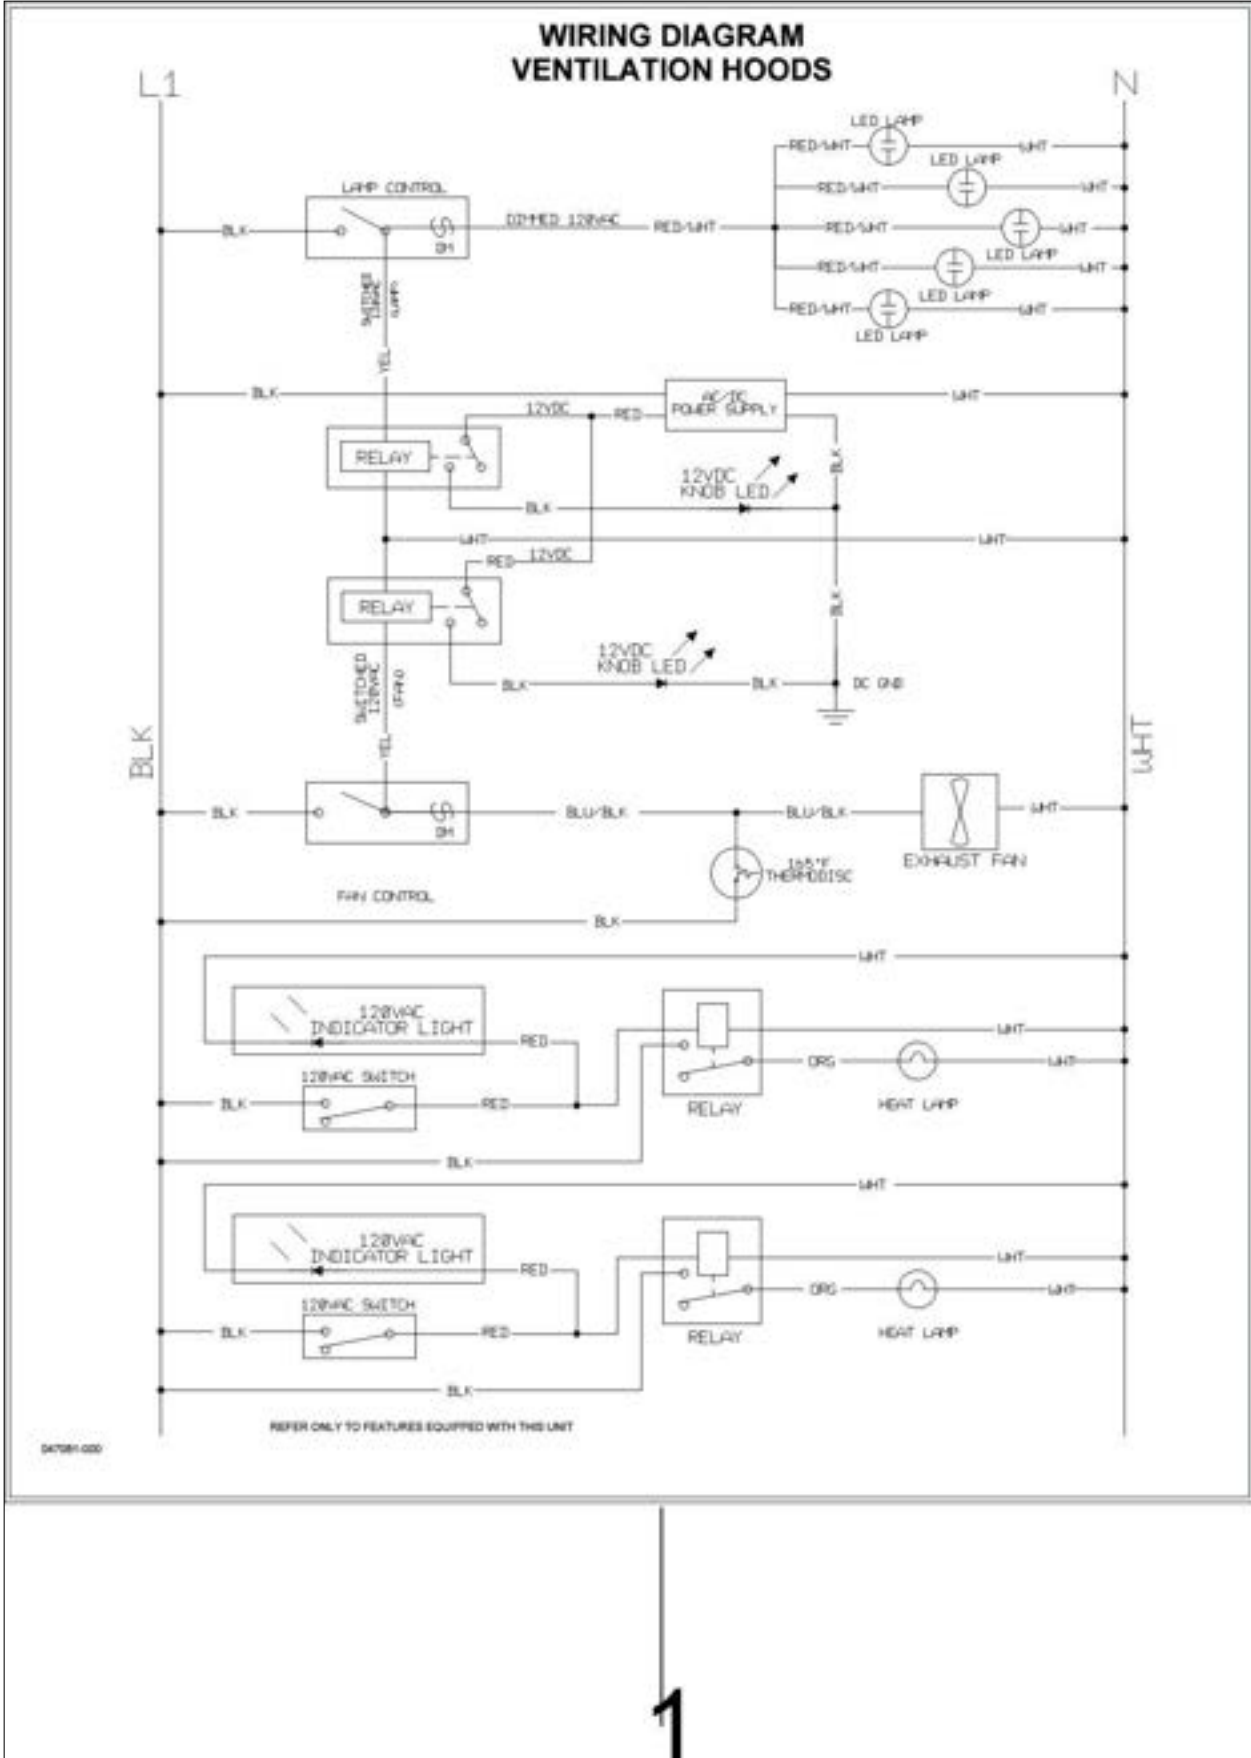 WIRING DIAGRAM
VENTILATION HOODS
L1
N
LED LAMP
RED/WHT
WHT
LED LAMP
RED/WHT
WHT
LAMP CONTROL
BLK
DIM
DIMMED 120VAC
RED/WHT
RED/WHT
WHT
LED LAMP
RED/WHT
WHT
LED LAMP
RED/WHT
WHT
LED LAMP
SWITCHED
120VAC
(LAMP)
YEL
BLK
AC/DC
POWER SUPPLY
WHT
12VDC
RED
RELAY
BLK
12VDC
KNOB LED
BLK
WHT
WHT
RED
12VDC
RELAY
BLK
12VDC
KNOB LED
BLK
BLK
DC GND
SWITCHED
120VAC
(FAN)
YEL
BLK
WHT
BLK
DIM
BLU/BLK
BLU/BLK
WHT
EXHAUST FAN
165°F
THERMODISC
FAN CONTROL
BLK
WHT
120VAC
INDICATOR LIGHT
RED
WHT
120VAC SWITCH
ORG
WHT
BLK
RED
RELAY
HEAT LAMP
BLK
WHT
120VAC
INDICATOR LIGHT
RED
WHT
120VAC SWITCH
ORG
WHT
BLK
RED
RELAY
HEAT LAMP
BLK
REFER ONLY TO FEATURES EQUIPPED WITH THIS UNIT
1